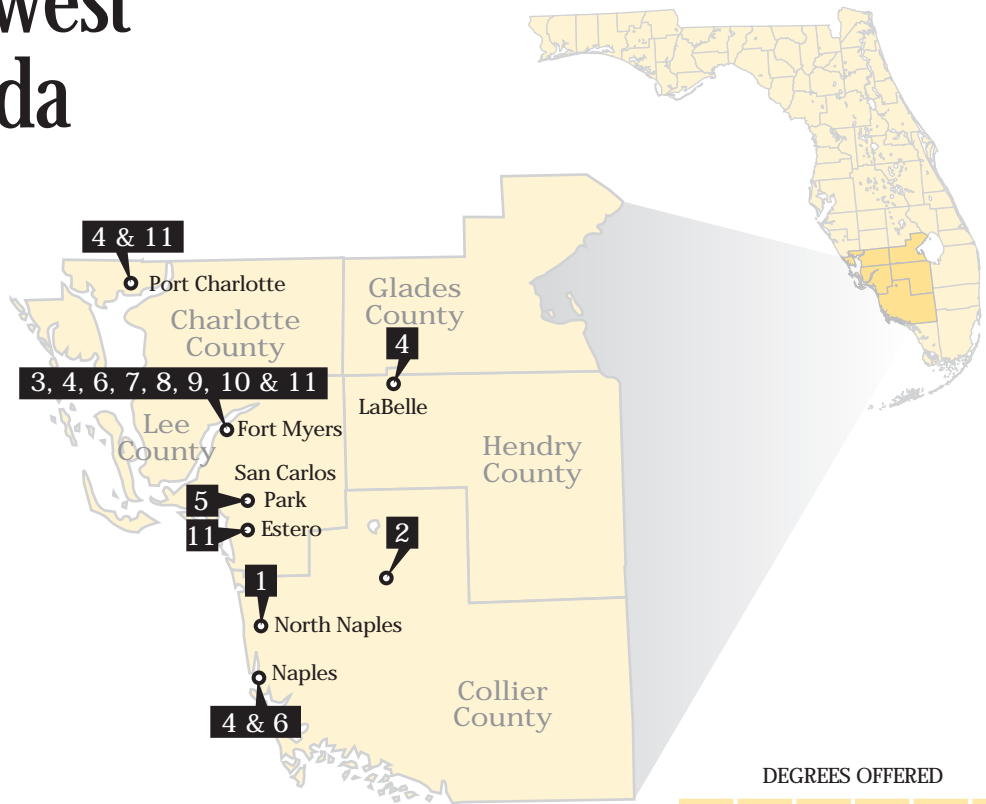 west
da
4 & 11
Port Charlotte
Charlotte
County
Glades
County
4
LaBelle
3, 4, 6, 7, 8, 9, 10 & 11
Lee
County
Fort Myers
Hendry
County
San Carlos
Park
5
Estero
11
2
1
North Naples
Naples
4 & 6
Collier
County
DEGREES OFFERED